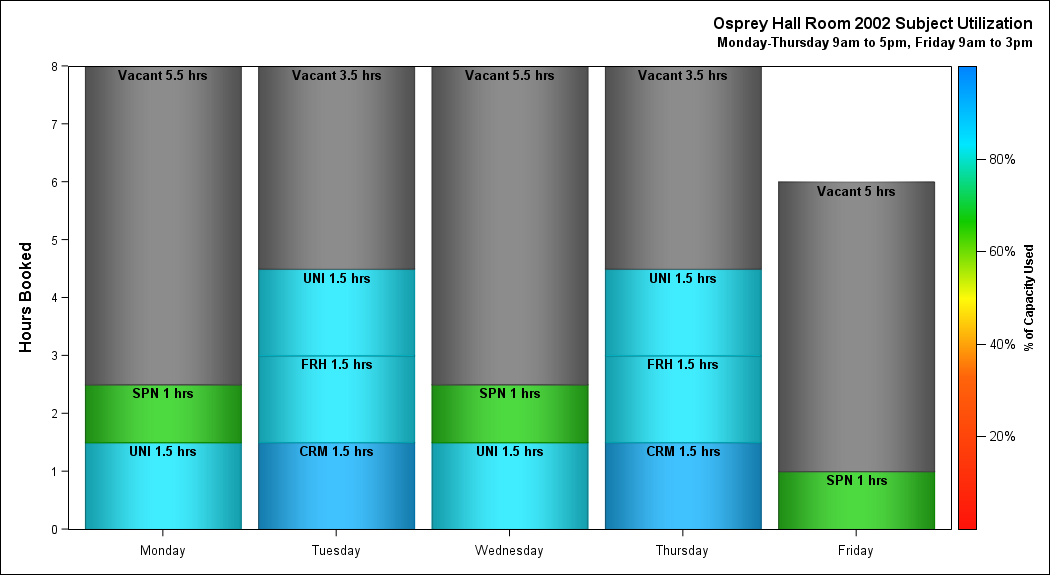 Osprey Hall Room 2002 Subject Utilization
Monday-Thursday 9am to 5pm, Friday 9am to 3pm
Hours Booked
8
7
6
5
4
3
2
1
0
Vacant 5.5 hrs
SPN 1 hrs
UNI 1.5 hrs
Monday
Vacant 3.5 hrs
UNI 1.5 hrs
FRH 1.5 hrs
CRM 1.5 hrs
Tuesday
Vacant 5.5 hrs
SPN 1 hrs
UNI 1.5 hrs
Wednesday
Vacant 3.5 hrs
UNI 1.5 hrs
FRH 1.5 hrs
CRM 1.5 hrs
Thursday
Vacant 5 hrs
SPN 1 hrs
Friday
80%
60%
40%
20%
% of Capacity Used